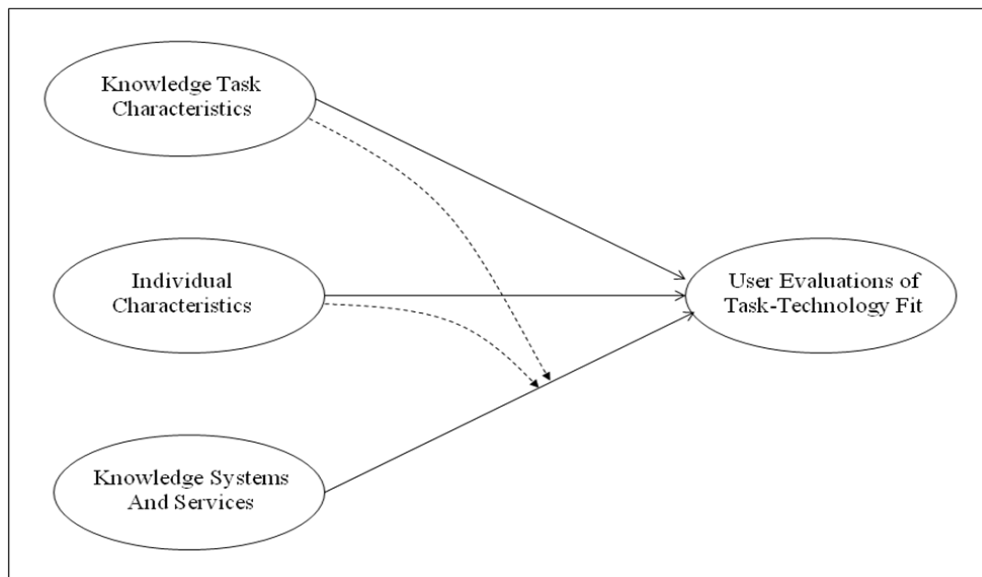 Knowledge Task
Characteristics
Individual
Characteristics
User Evaluations of
Task-Technology Fit
Knowledge Systems
And Services